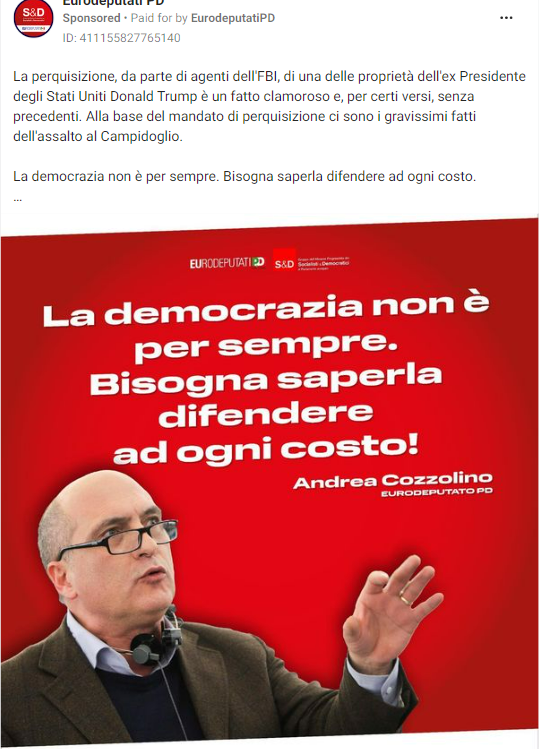 Eurodeputati PD
Sponsored • Paid for by EurodeputatiPD
ID: 411155827765140
La perquisizione, da parte di agenti dell'FBI, di una delle proprietà dell'ex Presidente
degli Stati Uniti Donald Trump è un fatto clamoroso e, per certi versi, senza
precedenti. Alla base del mandato di perquisizione ci sono i gravissimi fatti
dell'assalto al Campidoglio.
La democrazia non è per sempre. Bisogna saperla difendere ad ogni costo.
...
EURODEPUTATI PD
S&D
Socialisti e Democratici
La democrazia non è
per sempre.
Bisogna saperla
difendere
ad ogni costo!
Andrea Cozzolino
EURODEPUTATO PD